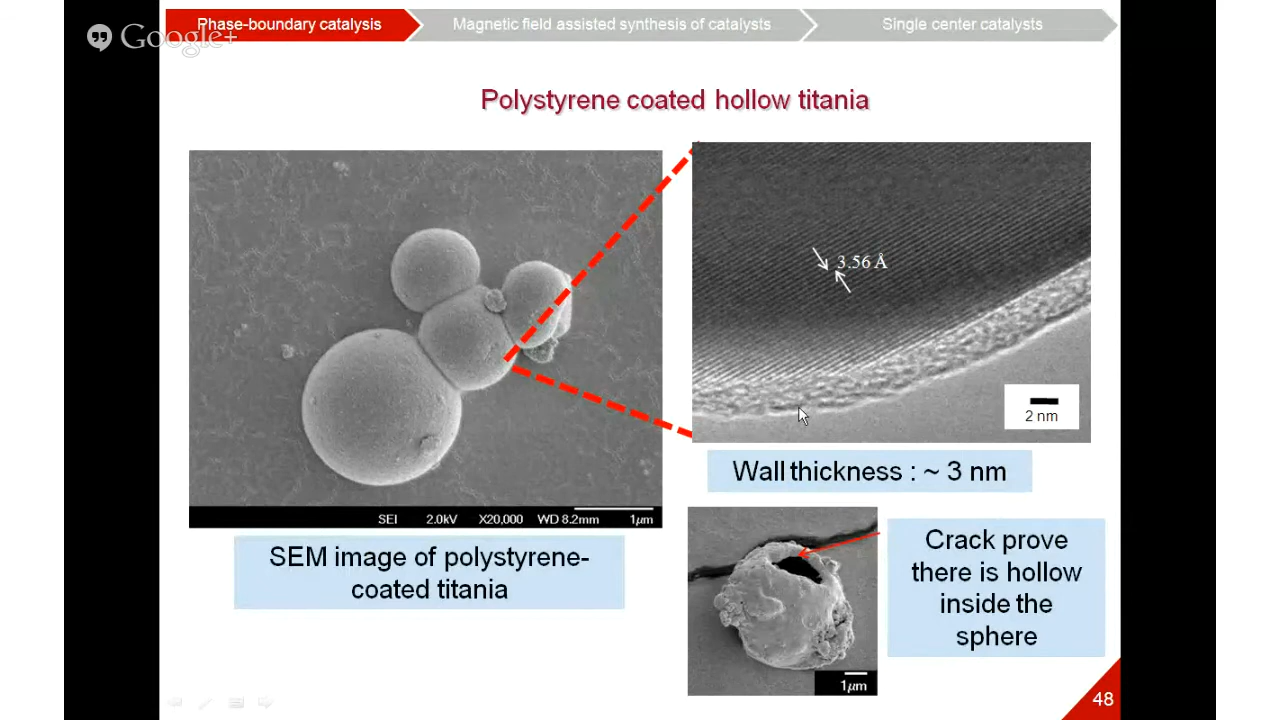 Phase-boundary catalysis
Magnetic field assisted synthesis of catalysts
Single center catalysts
Google+
Polystyrene coated hollow titania
3.56 Å
2 nm
Wall thickness : ~ 3 nm
SEI 2.0kV X20,000 WD 8.2mm 1μm
SEM image of polystyrene-
coated titania
Crack prove
there is hollow
inside the
sphere
1μm
48